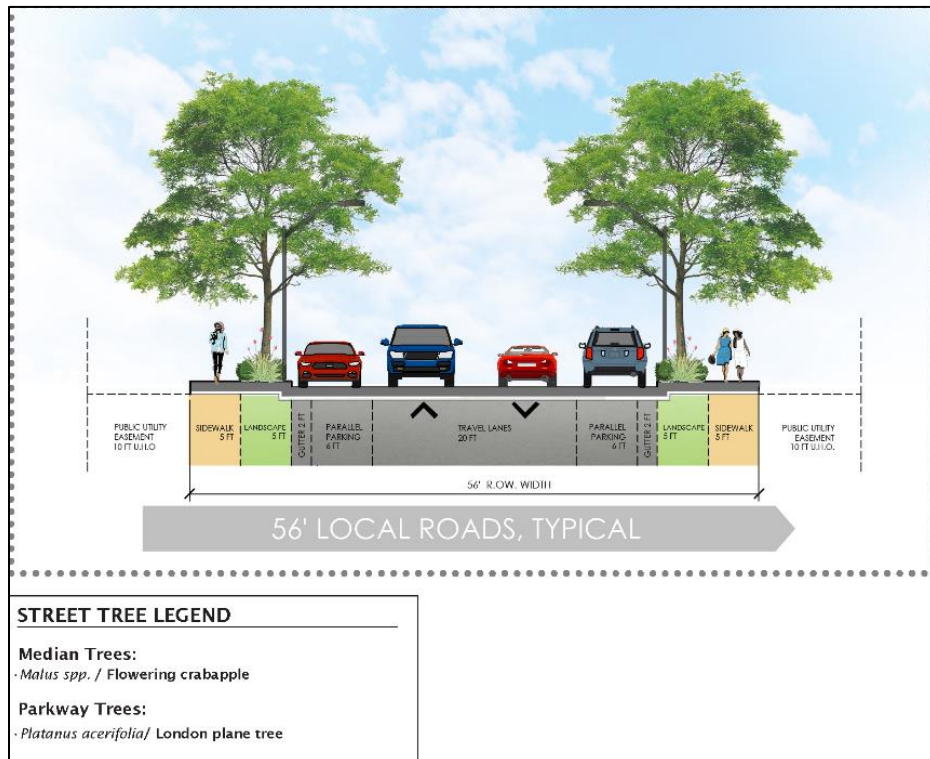 PUBLIC UTILITY
EASEMENT
10 FT U.H.O
SIDEWALK
5 FT
LANDSCAPE
5 FT
GUTTER 2 FT
PARALLEL
PARKING
6 FT
TRAVEL LANES
20 FT
PARALLEL
PARKING
6 FT
GUTTER 2 FT
LANDSCAPE
5 FT
SIDEWALK
5 FT
PUBLIC UTILITY
EASEMENT
10 FT U.H.O.
56' R.O.W. WIDTH
56' LOCAL ROADS, TYPICAL
STREET TREE LEGEND
Median Trees:
· Malus spp. / Flowering crabapple
Parkway Trees:
· Platanus acerifolia/ London plane tree